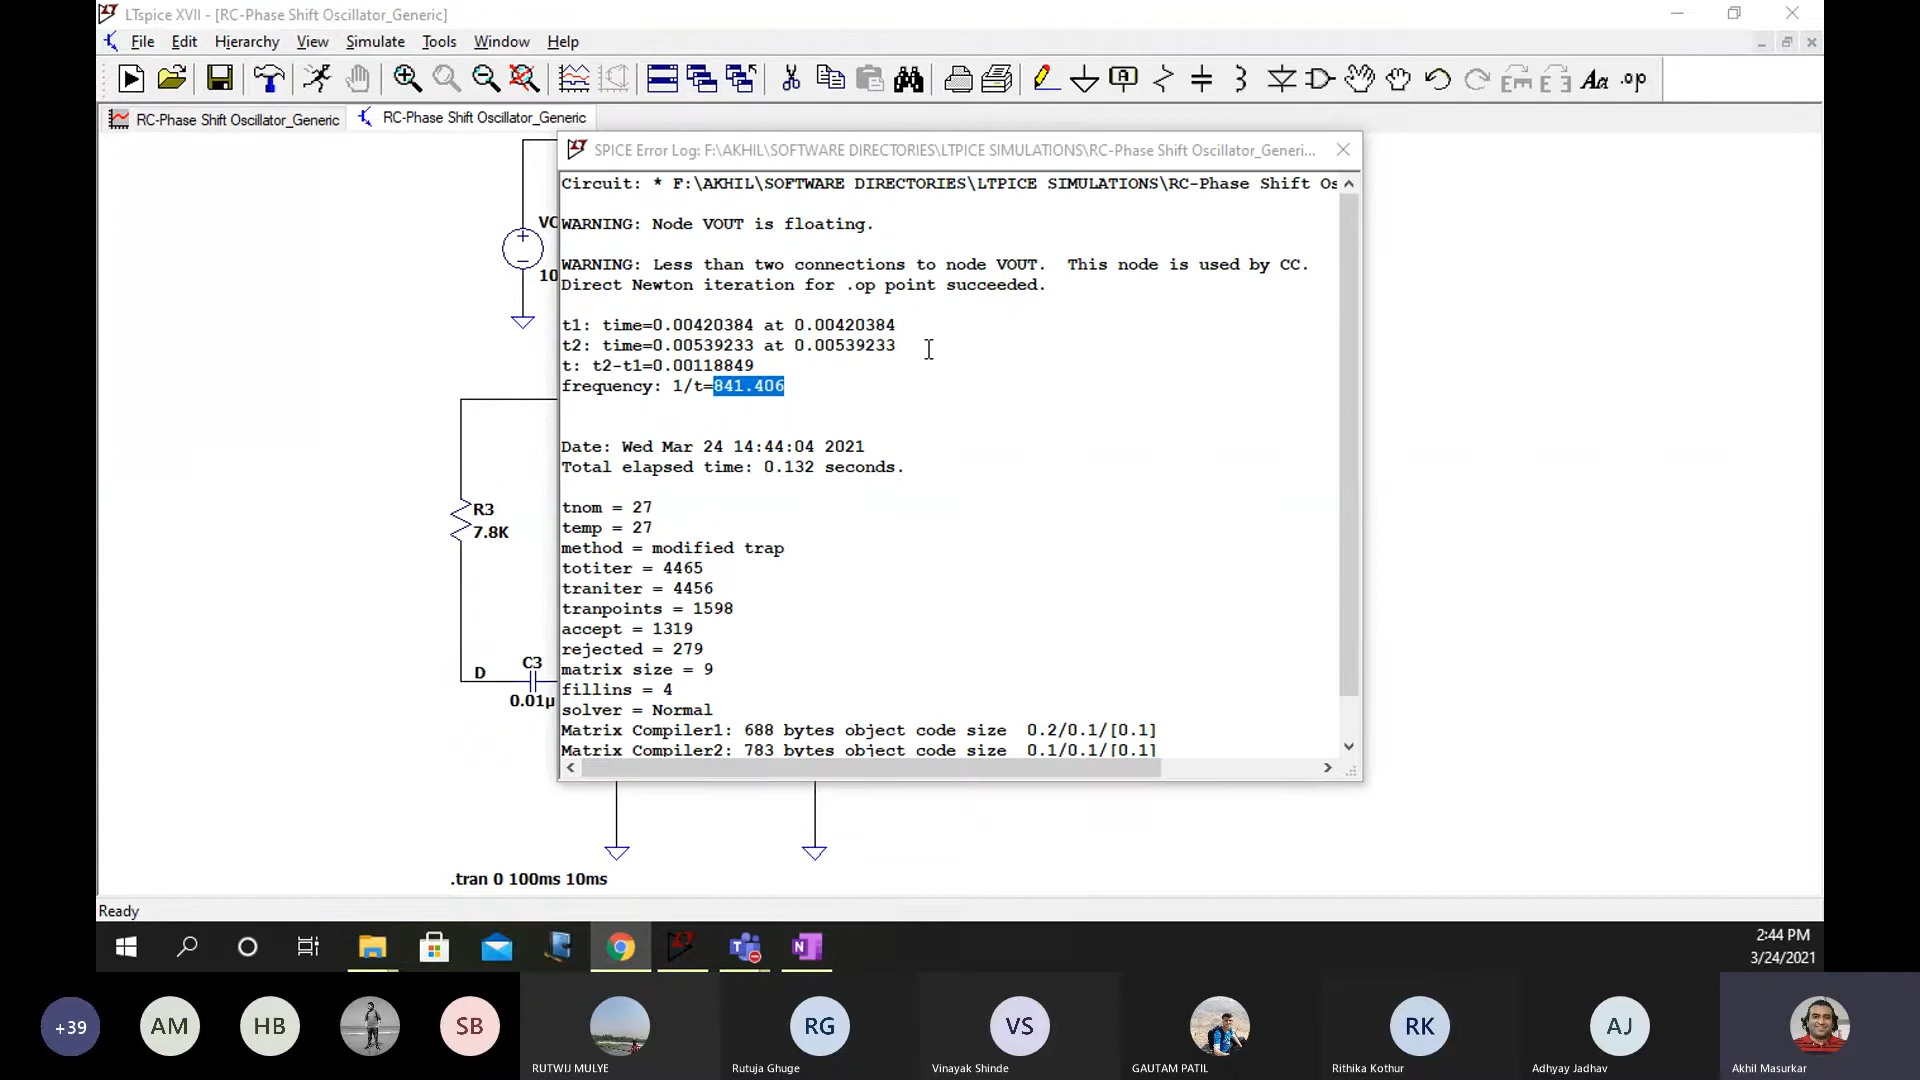 LTspice XVII - [RC-Phase Shift Oscillator_Generic]
File Edit Hierarchy View Simulate Tools Window Help
A Aa .op
RC-Phase Shift Oscillator_Generic RC-Phase Shift Oscillator_Generic
SPICE Error Log: F:\AKHIL\SOFTWARE DIRECTORIES\LTPICE SIMULATIONS\RC-Phase Shift Oscillator_Generi...
Circuit: * F:\AKHIL\SOFTWARE DIRECTORIES\LTPICE SIMULATIONS\RC-Phase Shift Os
WARNING: Node VOUT is floating.
WARNING: Less than two connections to node VOUT.  This node is used by CC.
Direct Newton iteration for .op point succeeded.
t1: time=0.00420384 at 0.00420384
t2: time=0.00539233 at 0.00539233
t: t2-t1=0.00118849
frequency: 1/t=841.406
Date: Wed Mar 24 14:44:04 2021
Total elapsed time: 0.132 seconds.
tnom = 27
temp = 27
method = modified trap
totiter = 4465
traniter = 4456
tranpoints = 1598
accept = 1319
rejected = 279
matrix size = 9
fillins = 4
solver = Normal
Matrix Compiler1: 688 bytes object code size  0.2/0.1/[0.1]
Matrix Compiler2: 783 bytes object code size  0.1/0.1/[0.1]
VC
10
R3
7.8K
D
C3
0.01µ
.tran 0 100ms 10ms
Ready
2:44 PM
3/24/2021
+39 AM HB SB RG VS RK AJ
RUTWIJ MULYE Rutuja Ghuge Vinayak Shinde GAUTAM PATIL Rithika Kothur Adhyay Jadhav Akhil Masurkar